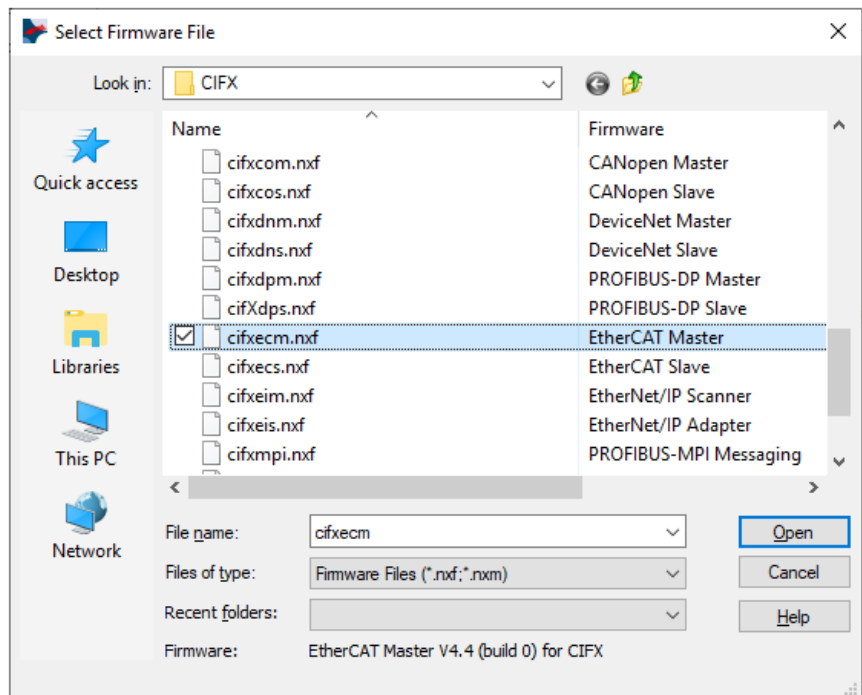 Select Firmware File
Look in: CIFX
Name Firmware
cifxcom.nxf CANopen Master
cifxcos.nxf CANopen Slave
cifxdnm.nxf DeviceNet Master
cifxdns.nxf DeviceNet Slave
cifxdpm.nxf PROFIBUS-DP Master
cifXdps.nxf PROFIBUS-DP Slave
cifxecm.nxf EtherCAT Master
cifxecs.nxf EtherCAT Slave
cifxeim.nxf EtherNet/IP Scanner
cifxeis.nxf EtherNet/IP Adapter
cifxmpi.nxf PROFIBUS-MPI Messaging
Quick access
Desktop
Libraries
This PC
Network
File name: cifxecm Open
Files of type: Firmware Files (*.nxf;*.nxm) Cancel
Recent folders: Help
Firmware: EtherCAT Master V4.4 (build 0) for CIFX